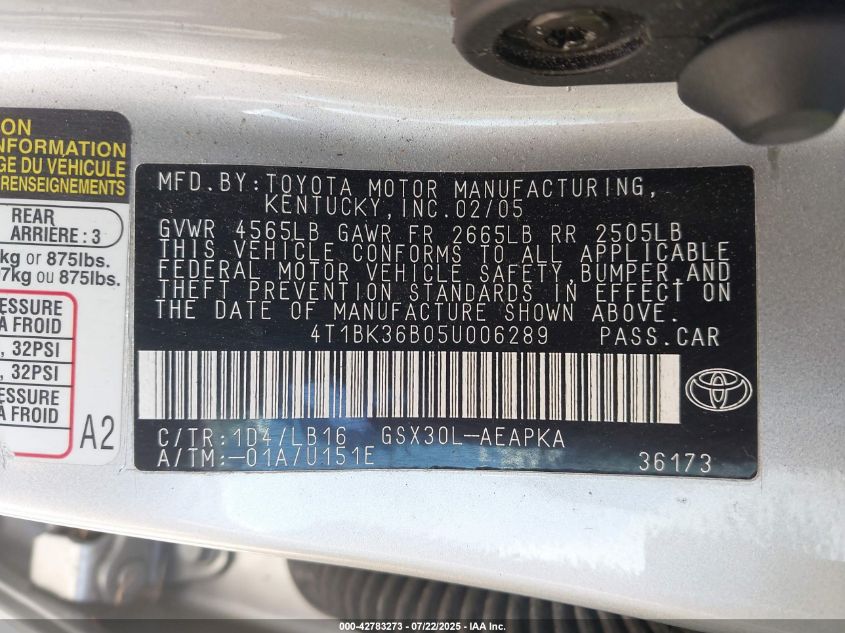 ON
INFORMATION
GE DU VÉHICULE
RENSEIGNEMENTS
REAR
ARRIÈRE : 3
kg or 875lbs.
7kg ou 875lbs.
ESSURE
A FROID
, 32PSI
, 32PSI
ESSURE
A FROID
A2
MFD.BY:TOYOTA MOTOR MANUFACTURING,
KENTUCKY,INC.02/05
GVWR 4565LB GAWR FR 2665LB RR 2505LB
THIS VEHICLE CONFORMS TO ALL APPLICABLE
FEDERAL MOTOR VEHICLE SAFETY,BUMPER,AND
THEFT PREVENTION STANDARDS IN EFFECT ON
THE DATE OF MANUFACTURE SHOWN ABOVE.
4T1BK36B05U006289 PASS.CAR
C/TR:1D4/LB16 GSX30L-AEAPKA
A/TM:-01A/U151E 36173
000-42783273 - 07/22/2025 - IAA Inc.